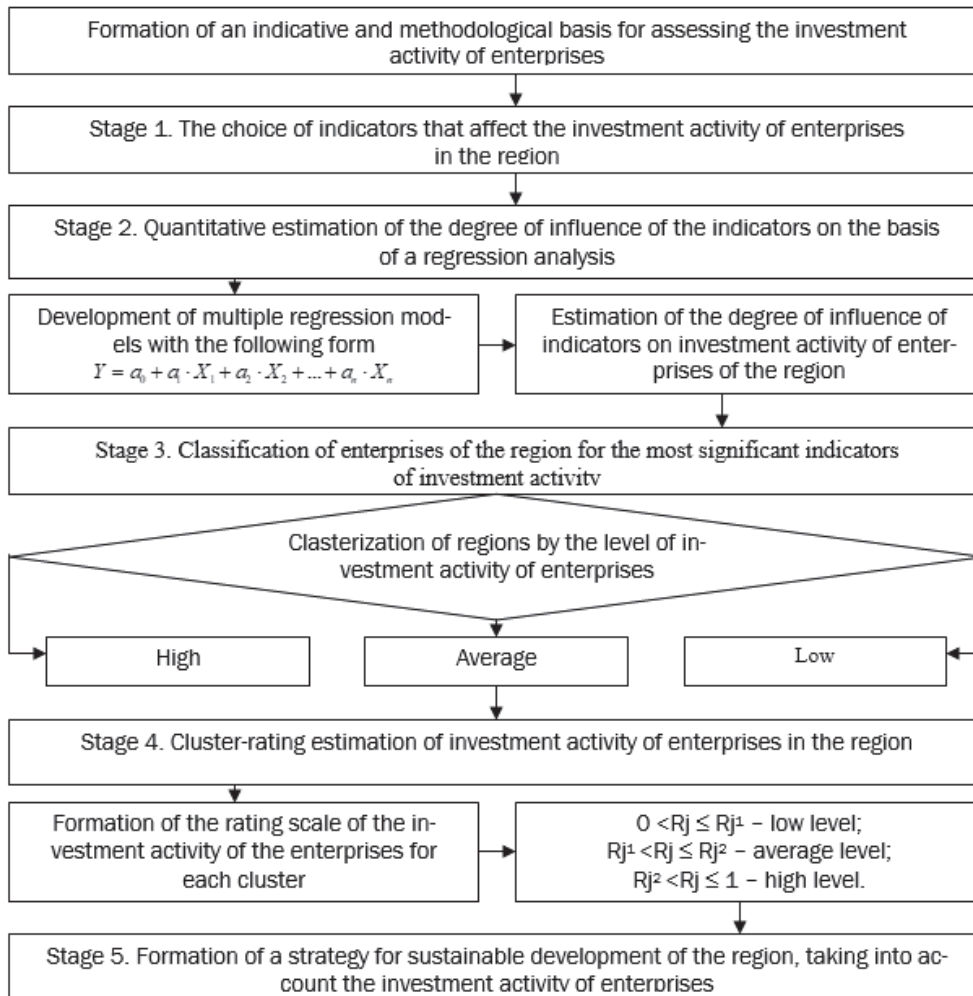 Formation of an indicative and methodological basis for assessing the investment
activity of enterprises
Stage 1. The choice of indicators that affect the investment activity of enterprises
in the region
Stage 2. Quantitative estimation of the degree of influence of the indicators on the basis
of a regression analysis
Development of multiple regression mod-
els with the following form
Y = a₀ + a₁ · X₁ + a₂ · X₂ + ... + aₙ · Xₙ
Estimation of the degree of influence of
indicators on investment activity of enter-
prises of the region
Stage 3. Classification of enterprises of the region for the most significant indicators
of investment activity
Clasterization of regions by the level of in-
vestment activity of enterprises
High
Average
Low
Stage 4. Cluster-rating estimation of investment activity of enterprises in the region
Formation of the rating scale of the in-
vestment activity of the enterprises for
each cluster
0 <Rj ≤ Rj¹ – low level;
Rj¹ <Rj ≤ Rj² – average level;
Rj² <Rj ≤ 1 – high level.
Stage 5. Formation of a strategy for sustainable development of the region, taking into ac-
count the investment activity of enterprises